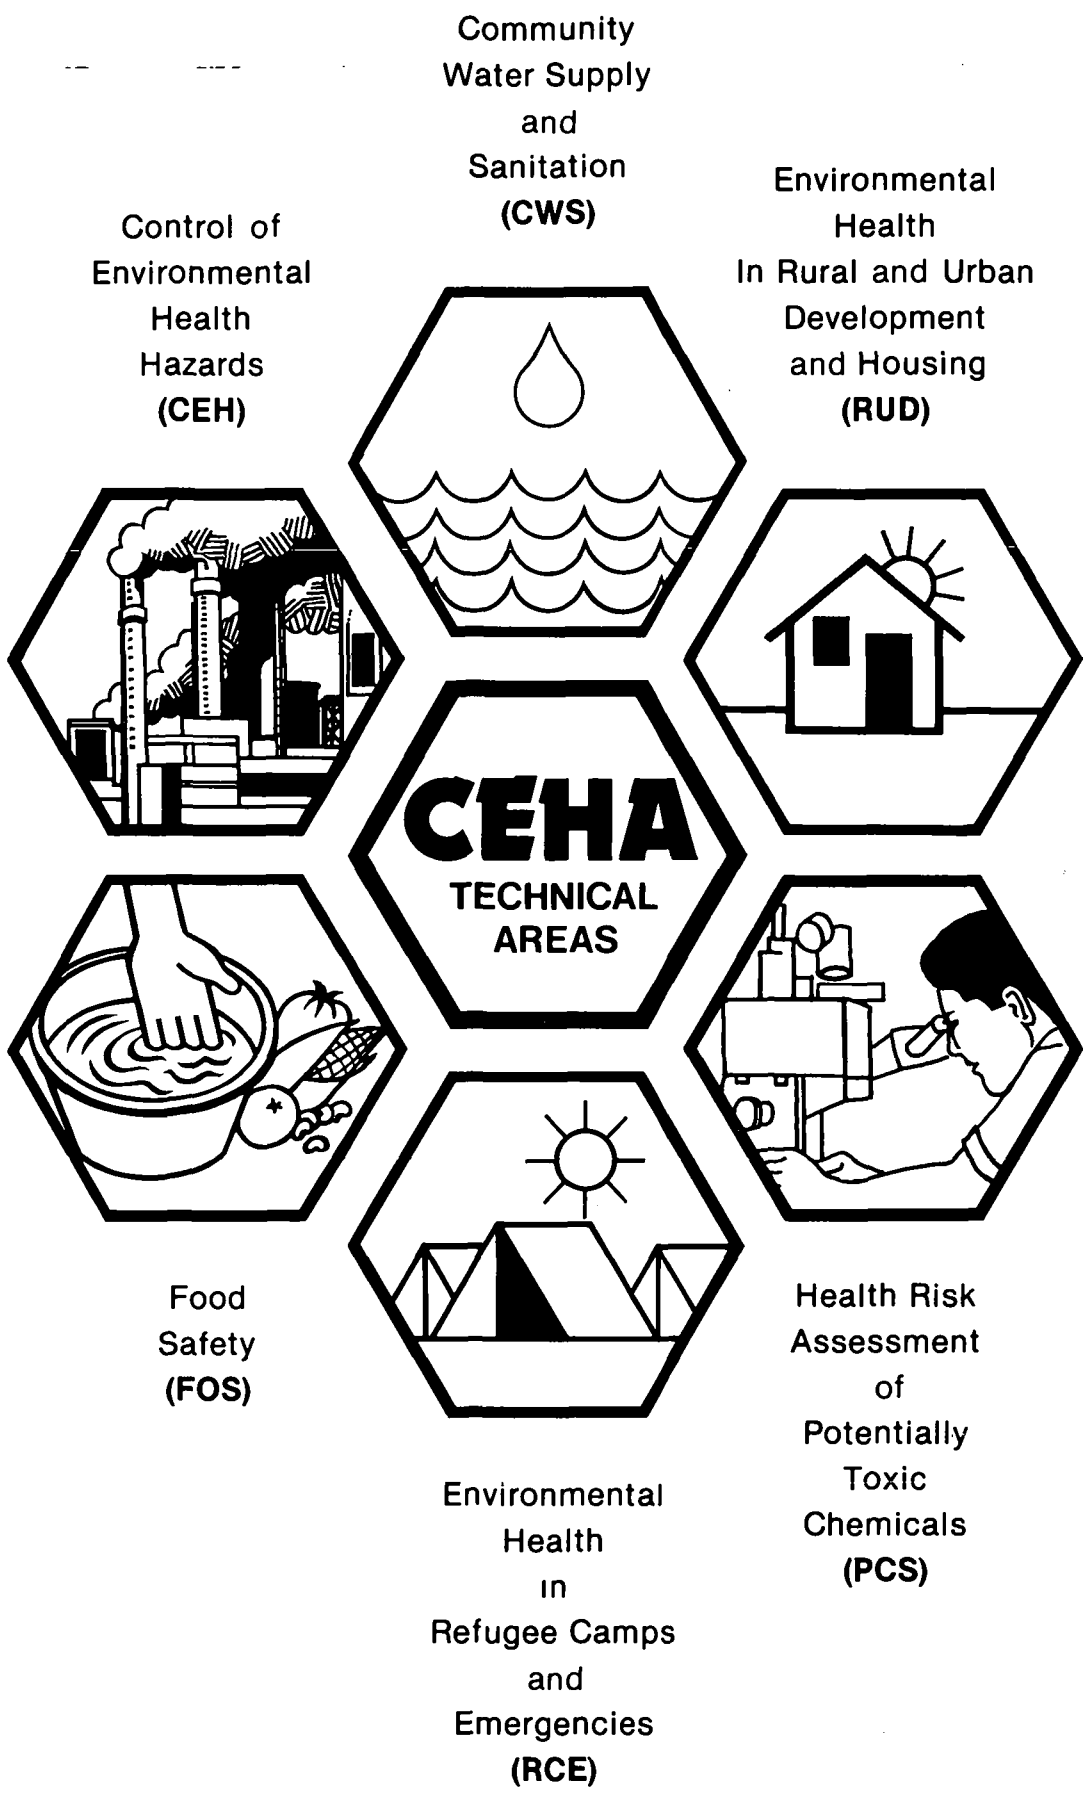 Community
Water Supply
and
Sanitation
(CWS)
Control of
Environmental
Health
Hazards
(CEH)
Environmental
Health
In Rural and Urban
Development
and Housing
(RUD)
CEHA
TECHNICAL
AREAS
Food
Safety
(FOS)
Environmental
Health
in
Refugee Camps
and
Emergencies
(RCE)
Health Risk
Assessment
of
Potentially
Toxic
Chemicals
(PCS)